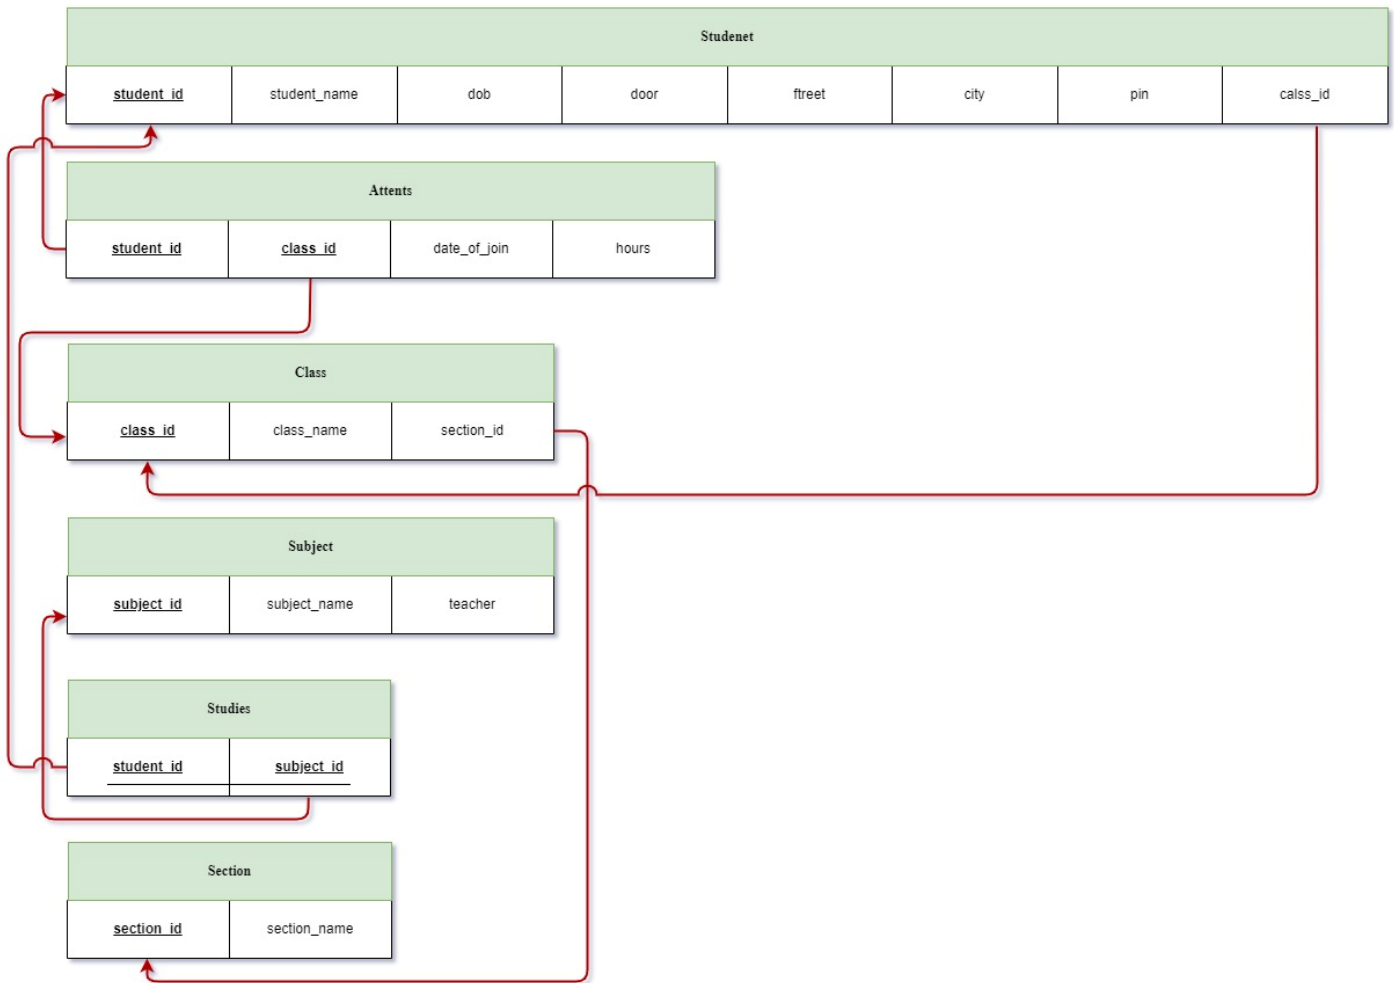 Studenet
student_id student_name dob door ftreet city pin calss_id
Attents
student_id class_id date_of_join hours
Class
class_id class_name section_id
Subject
subject_id subject_name teacher
Studies
student_id subject_id
Section
section_id section_name